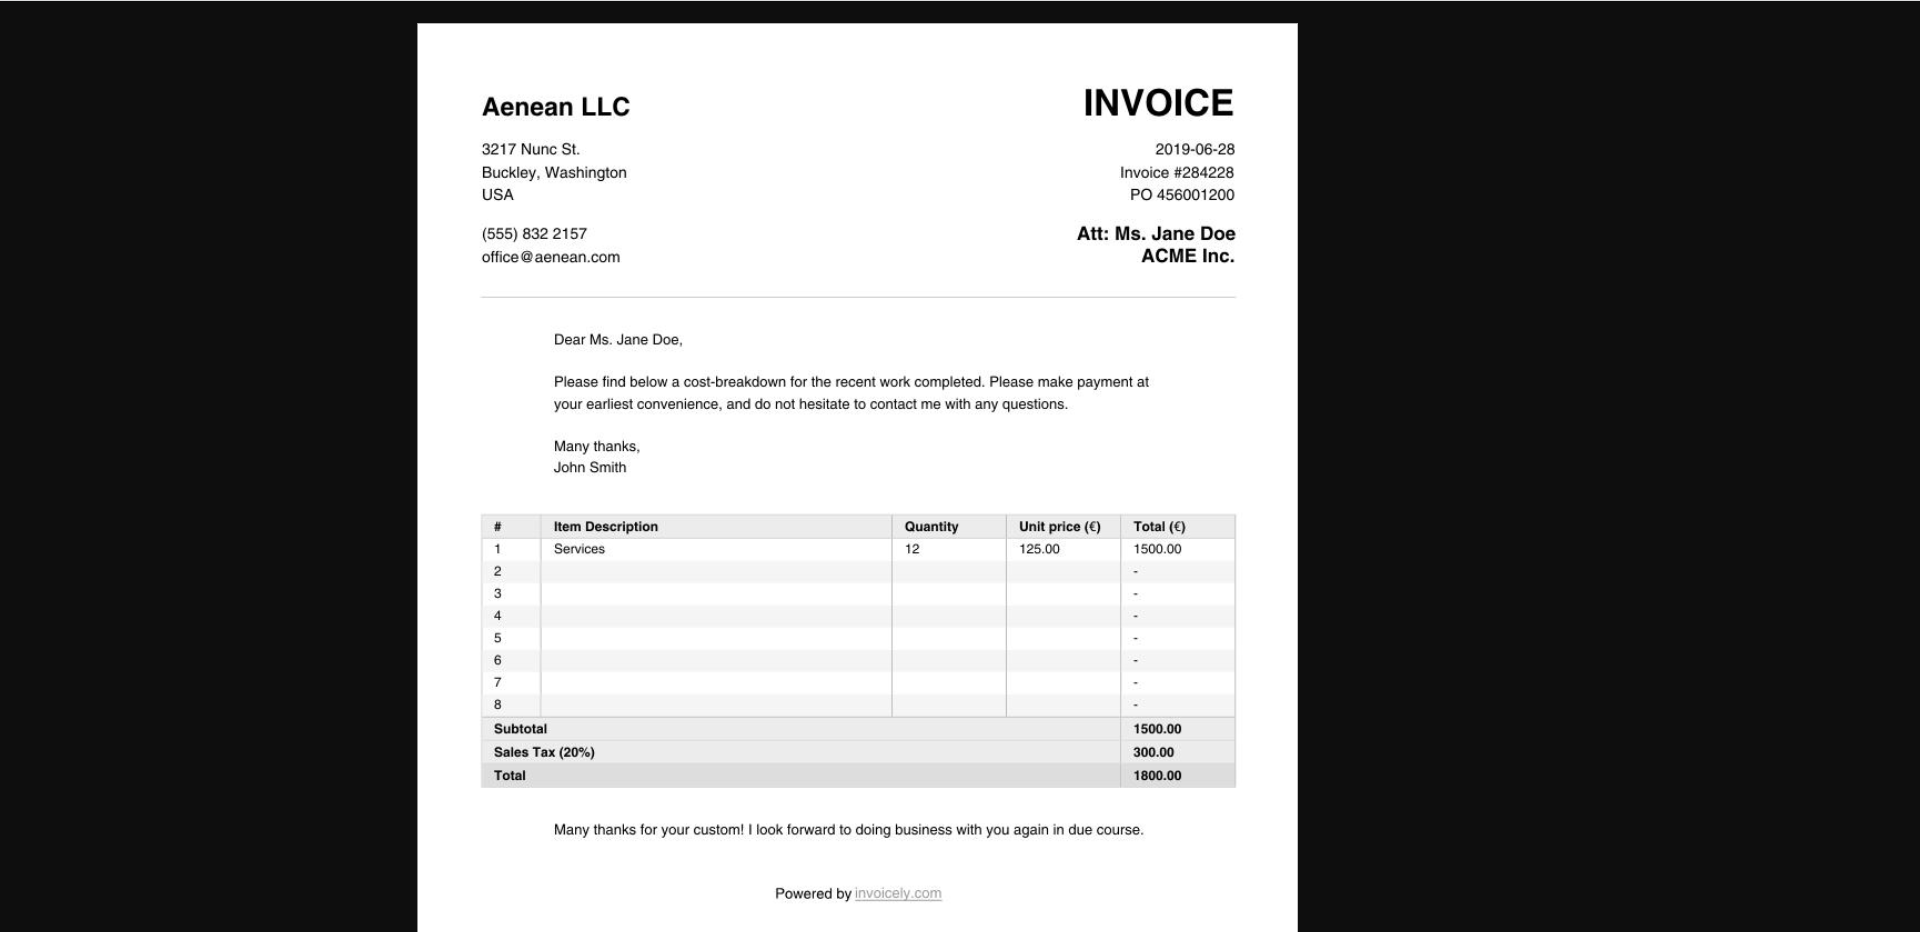 Aenean LLC
INVOICE
3217 Nunc St.
Buckley, Washington
USA
2019-06-28
Invoice #284228
PO 456001200
(555) 832 2157
office@aenean.com
Att: Ms. Jane Doe
ACME Inc.
Dear Ms. Jane Doe,
Please find below a cost-breakdown for the recent work completed. Please make payment at
your earliest convenience, and do not hesitate to contact me with any questions.
Many thanks,
John Smith
# Item Description Quantity Unit price (€) Total (€)
1 Services 12 125.00 1500.00
2 -
3 -
4 -
5 -
6 -
7 -
8 -
Subtotal 1500.00
Sales Tax (20%) 300.00
Total 1800.00
Many thanks for your custom! I look forward to doing business with you again in due course.
Powered by invoicely.com